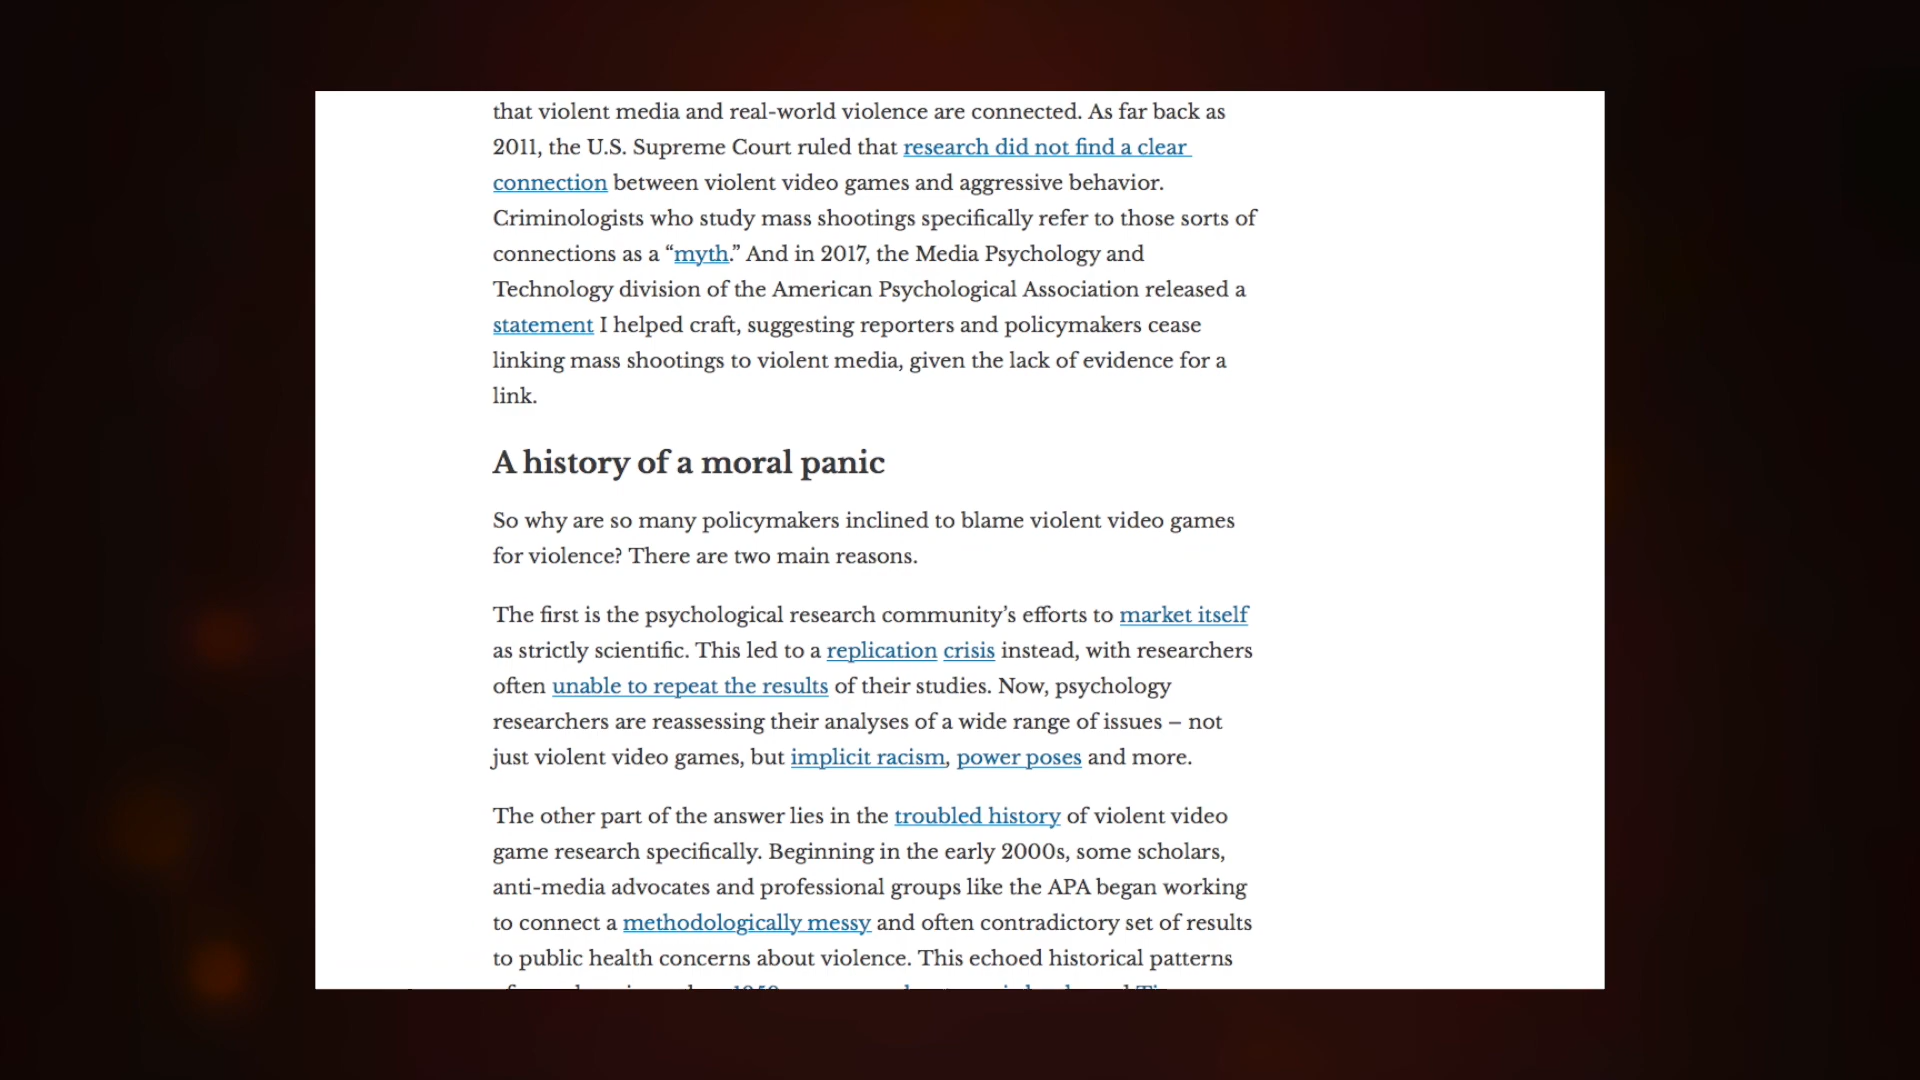 that violent media and real-world violence are connected. As far back as
2011, the U.S. Supreme Court ruled that research did not find a clear
connection between violent video games and aggressive behavior.
Criminologists who study mass shootings specifically refer to those sorts of
connections as a “myth.” And in 2017, the Media Psychology and
Technology division of the American Psychological Association released a
statement I helped craft, suggesting reporters and policymakers cease
linking mass shootings to violent media, given the lack of evidence for a
link.
A history of a moral panic
So why are so many policymakers inclined to blame violent video games
for violence? There are two main reasons.
The first is the psychological research community’s efforts to market itself
as strictly scientific. This led to a replication crisis instead, with researchers
often unable to repeat the results of their studies. Now, psychology
researchers are reassessing their analyses of a wide range of issues – not
just violent video games, but implicit racism, power poses and more.
The other part of the answer lies in the troubled history of violent video
game research specifically. Beginning in the early 2000s, some scholars,
anti-media advocates and professional groups like the APA began working
to connect a methodologically messy and often contradictory set of results
to public health concerns about violence. This echoed historical patterns